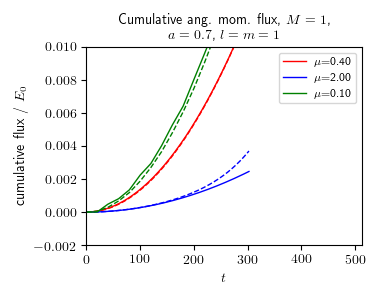 Cumulative ang. mom. flux, M = 1,
a = 0.7, l = m = 1
0.010
0.008
0.006
0.004
0.002
0.000
−0.002
cumulative flux / E₀
μ=0.40
μ=2.00
μ=0.10
0 100 200 300 400 500
t